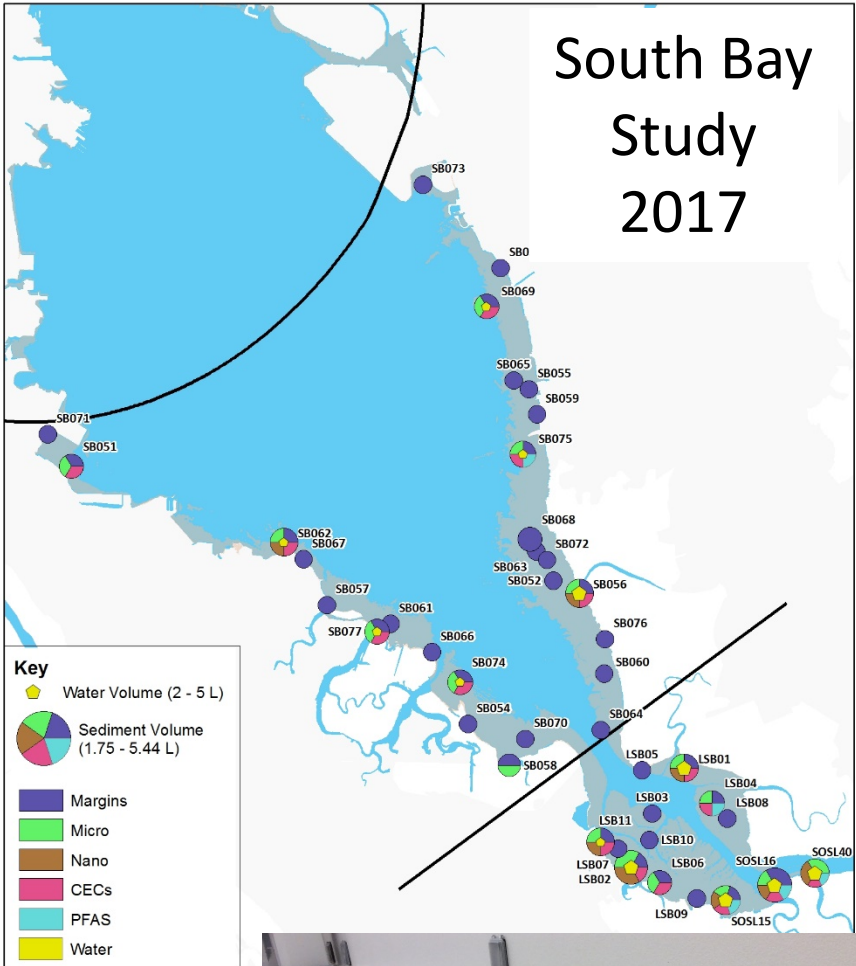 South Bay
Study
2017
SB073
SB0
SB069
SB065
SB055
SB059
SB075
SB071
SB051
SB068
SB062
SB067
SB072
SB063
SB052
SB056
SB057
SB061
SB077
SB066
SB076
SB074
SB060
SB054
SB070
SB064
SB058
LSB05
LSB01
LSB04
LSB03
LSB08
LSB11
LSB10
LSB07
LSB06
LSB02
SOSL16
SOSL40
LSB09
SOSL15
Key
Water Volume (2 - 5 L)
Sediment Volume
(1.75 - 5.44 L)
Margins
Micro
Nano
CECs
PFAS
Water